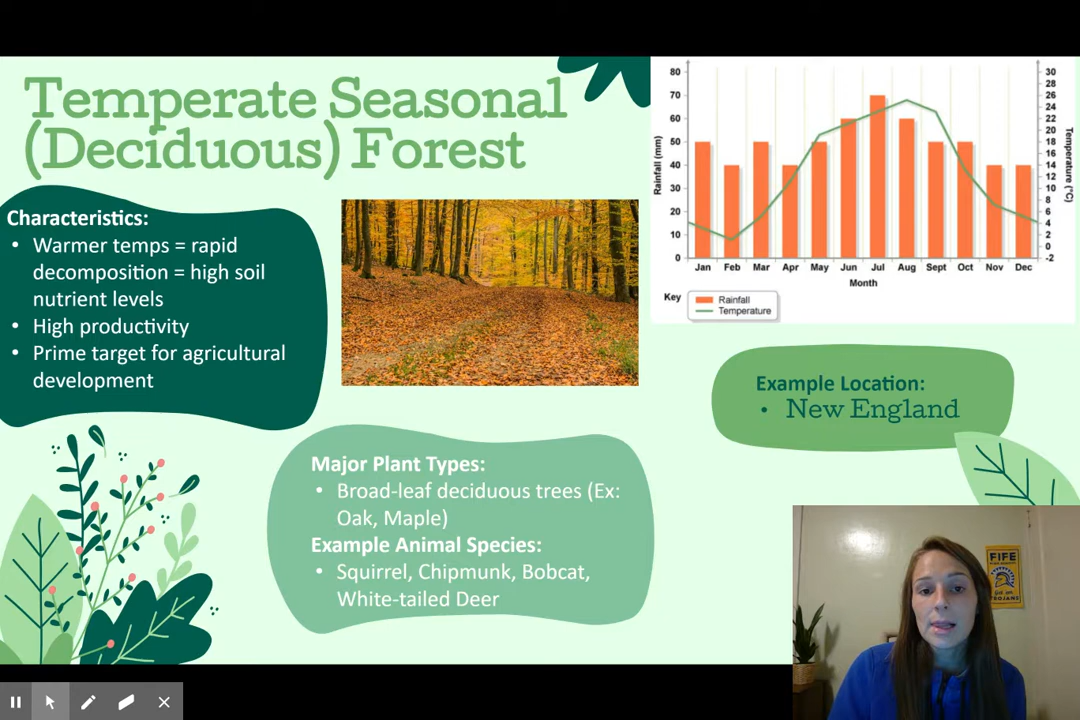 Temperate Seasonal
(Deciduous) Forest
Characteristics:
• Warmer temps = rapid
decomposition = high soil
nutrient levels
• High productivity
• Prime target for agricultural
development
Major Plant Types:
• Broad-leaf deciduous trees (Ex:
Oak, Maple)
Example Animal Species:
• Squirrel, Chipmunk, Bobcat,
White-tailed Deer
80
70
60
50
40
30
20
10
0
Rainfall (mm)
30
28
26
24
22
20
18
16
14
12
10
8
6
4
2
0
-2
Temperature (°C)
Jan Feb Mar Apr May Jun Jul Aug Sept Oct Nov Dec
Month
Key
Rainfall
Temperature
Example Location:
• New England
FIFE
TROJANS